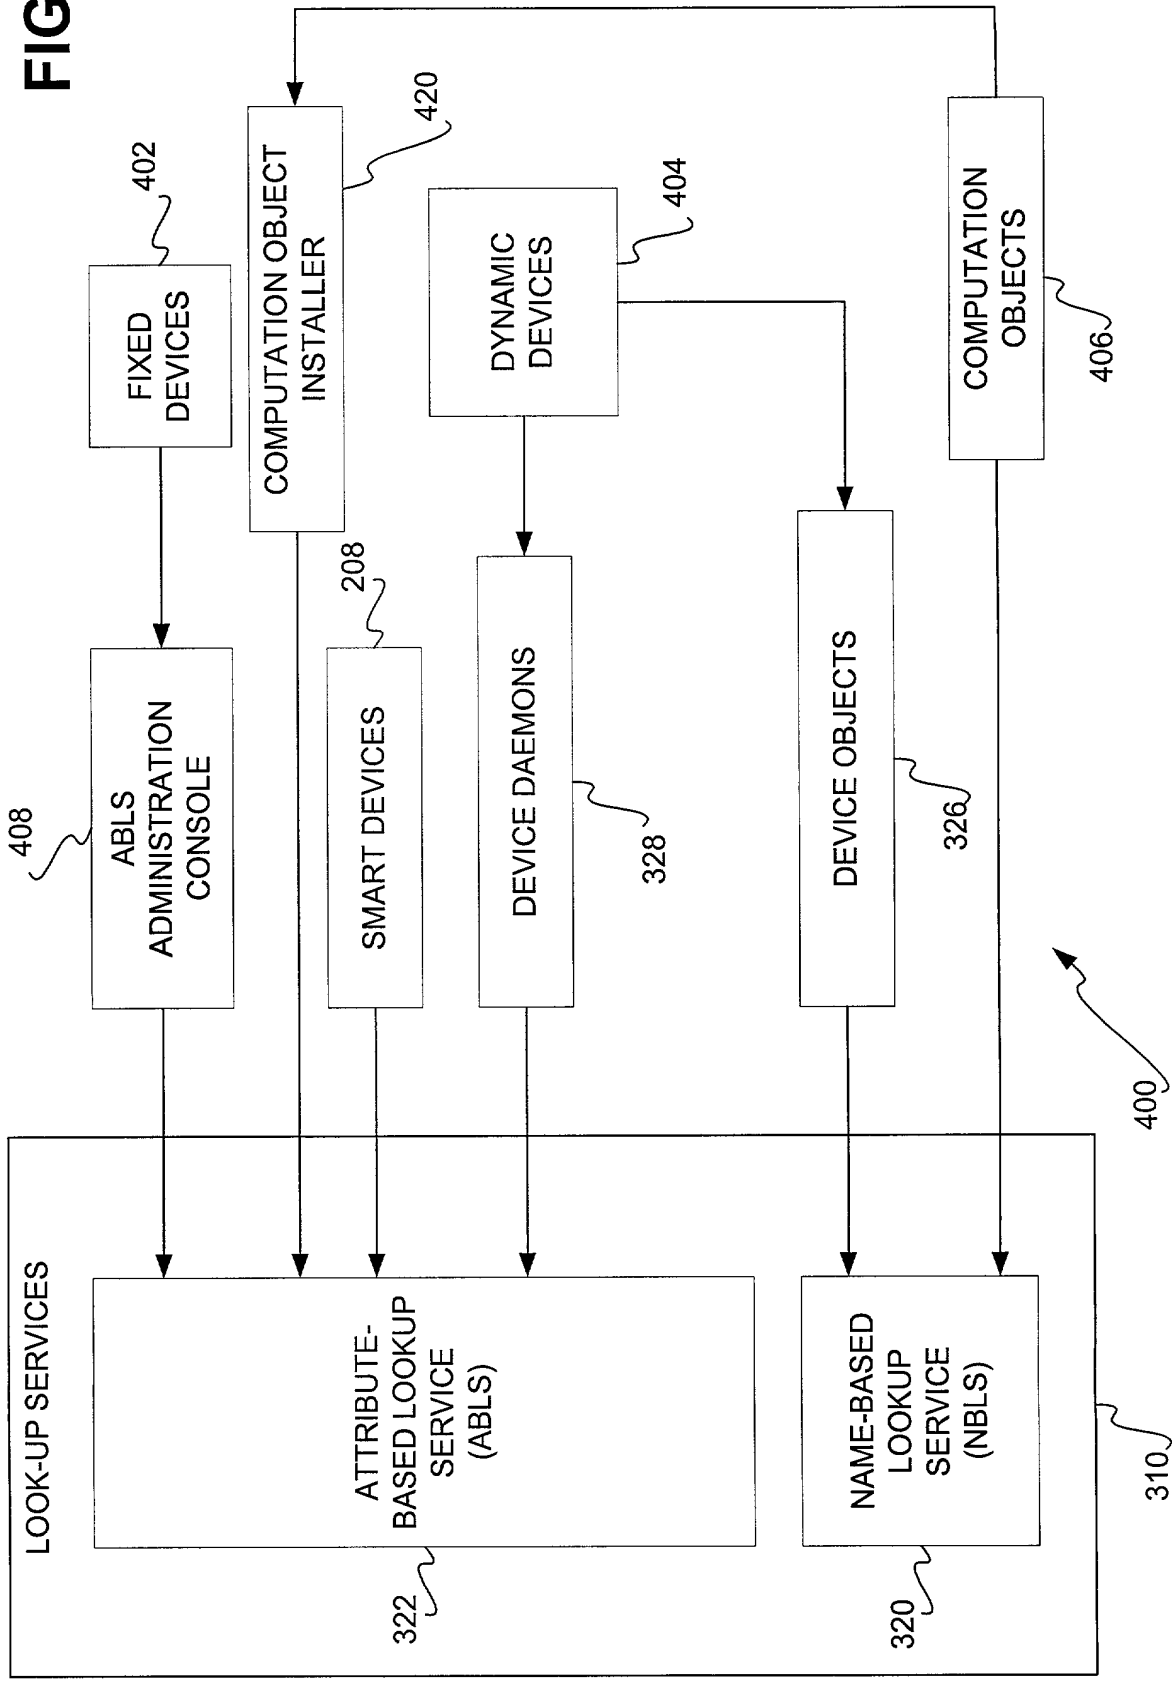 FIG
LOOK-UP SERVICES
ATTRIBUTE-
BASED LOOKUP
SERVICE
(ABLS)
322
NAME-BASED
LOOKUP
SERVICE
(NBLS)
320
310
408
ABLS
ADMINISTRATION
CONSOLE
FIXED
DEVICES
402
COMPUTATION OBJECT
INSTALLER
420
SMART DEVICES
208
DEVICE DAEMONS
328
DYNAMIC
DEVICES
404
DEVICE OBJECTS
326
COMPUTATION
OBJECTS
406
400